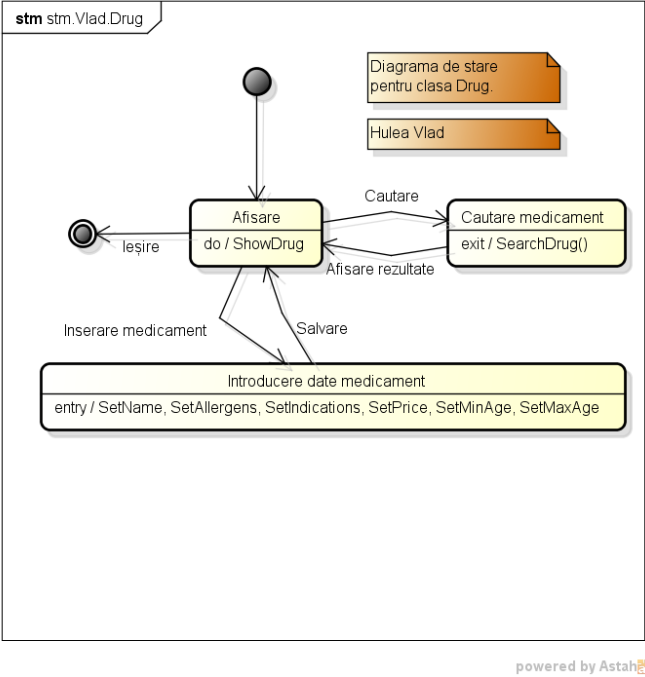 stm stm.Vlad.Drug
Diagrama de stare
pentru clasa Drug.
Hulea Vlad
Afisare
do / ShowDrug
Cautare
Cautare medicament
exit / SearchDrug()
Ieșire
Afisare rezultate
Inserare medicament
Salvare
Introducere date medicament
entry / SetName, SetAllergens, SetIndications, SetPrice, SetMinAge, SetMaxAge
powered by Astah